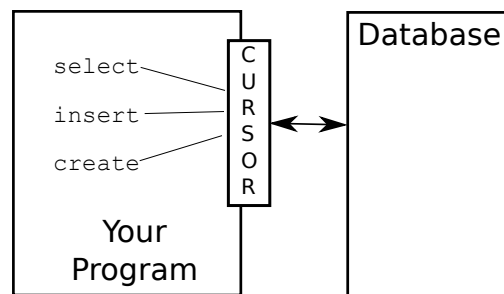 select
insert
create
Your
Program
C
U
R
S
O
R
Database